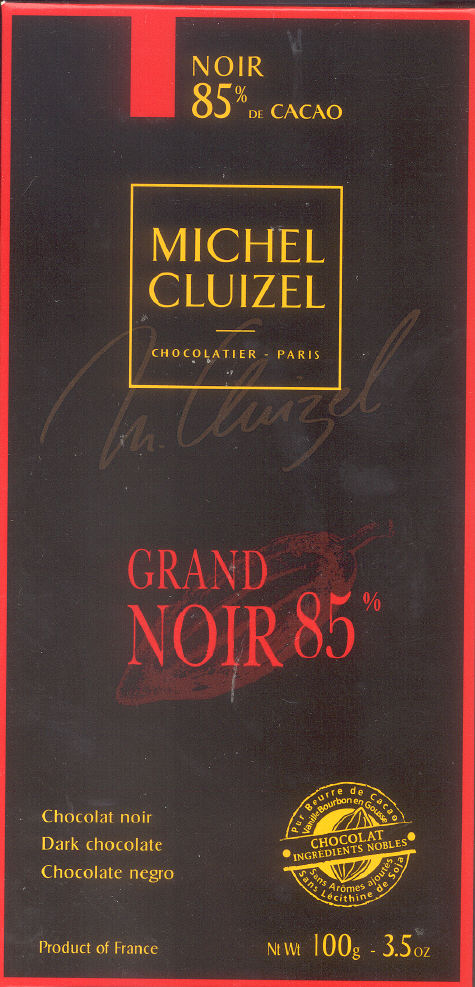 NOIR
85% DE CACAO
MICHEL
CLUIZEL
CHOCOLATIER - PARIS
M. Cluizel
GRAND
NOIR 85%
Chocolat noir
Dark chocolate
Chocolate negro
Pur Beurre de Cacao
Vanille Bourbon en Gousse
CHOCOLAT
INGREDIENTS NOBLES
Sans Arômes ajoutés
Sans Lécithine de Soja
Product of France
Nt Wt 100g - 3.5 oz